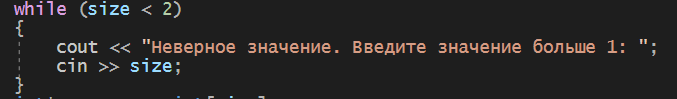 while (size < 2)
{
cout << "Неверное значение. Введите значение больше 1: ";
cin >> size;
}